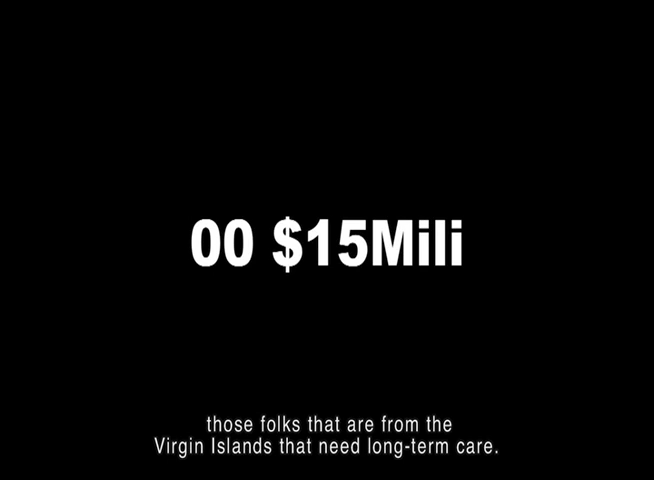 00 $15Mili
those folks that are from the
Virgin Islands that need long-term care.